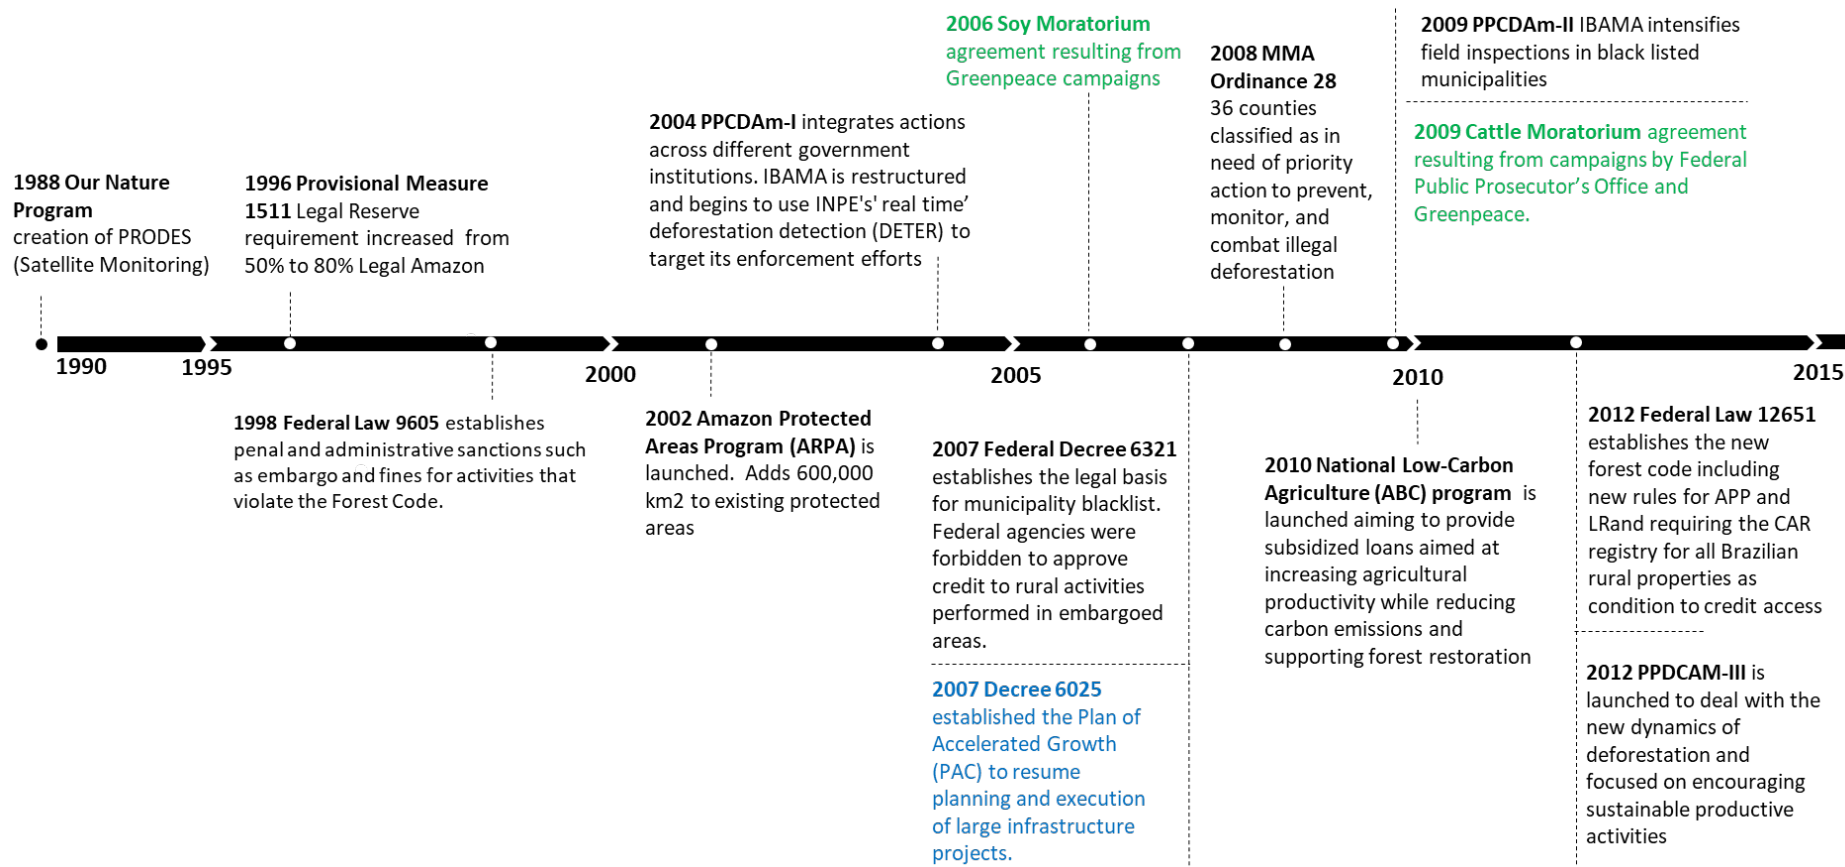 1988 Our Nature
Program
creation of PRODES
(Satellite Monitoring)
1996 Provisional Measure
1511 Legal Reserve
requirement increased from
50% to 80% Legal Amazon
2004 PPCDAm-I integrates actions
across different government
institutions. IBAMA is restructured
and begins to use INPE's' real time’
deforestation detection (DETER) to
target its enforcement efforts
2006 Soy Moratorium
agreement resulting from
Greenpeace campaigns
2008 MMA
Ordinance 28
36 counties
classified as in
need of priority
action to prevent,
monitor, and
combat illegal
deforestation
2009 PPCDAm-II IBAMA intensifies
field inspections in black listed
municipalities
2009 Cattle Moratorium agreement
resulting from campaigns by Federal
Public Prosecutor’s Office and
Greenpeace.
1990
1995
2000
2005
2010
2015
1998 Federal Law 9605 establishes
penal and administrative sanctions such
as embargo and fines for activities that
violate the Forest Code.
2002 Amazon Protected
Areas Program (ARPA) is
launched. Adds 600,000
km2 to existing protected
areas
2007 Federal Decree 6321
establishes the legal basis
for municipality blacklist.
Federal agencies were
forbidden to approve
credit to rural activities
performed in embargoed
areas.
2007 Decree 6025
established the Plan of
Accelerated Growth
(PAC) to resume
planning and execution
of large infrastructure
projects.
2010 National Low-Carbon
Agriculture (ABC) program is
launched aiming to provide
subsidized loans aimed at
increasing agricultural
productivity while reducing
carbon emissions and
supporting forest restoration
2012 Federal Law 12651
establishes the new
forest code including
new rules for APP and
LRand requiring the CAR
registry for all Brazilian
rural properties as
condition to credit access
2012 PPDCAM-III is
launched to deal with the
new dynamics of
deforestation and
focused on encouraging
sustainable productive
activities